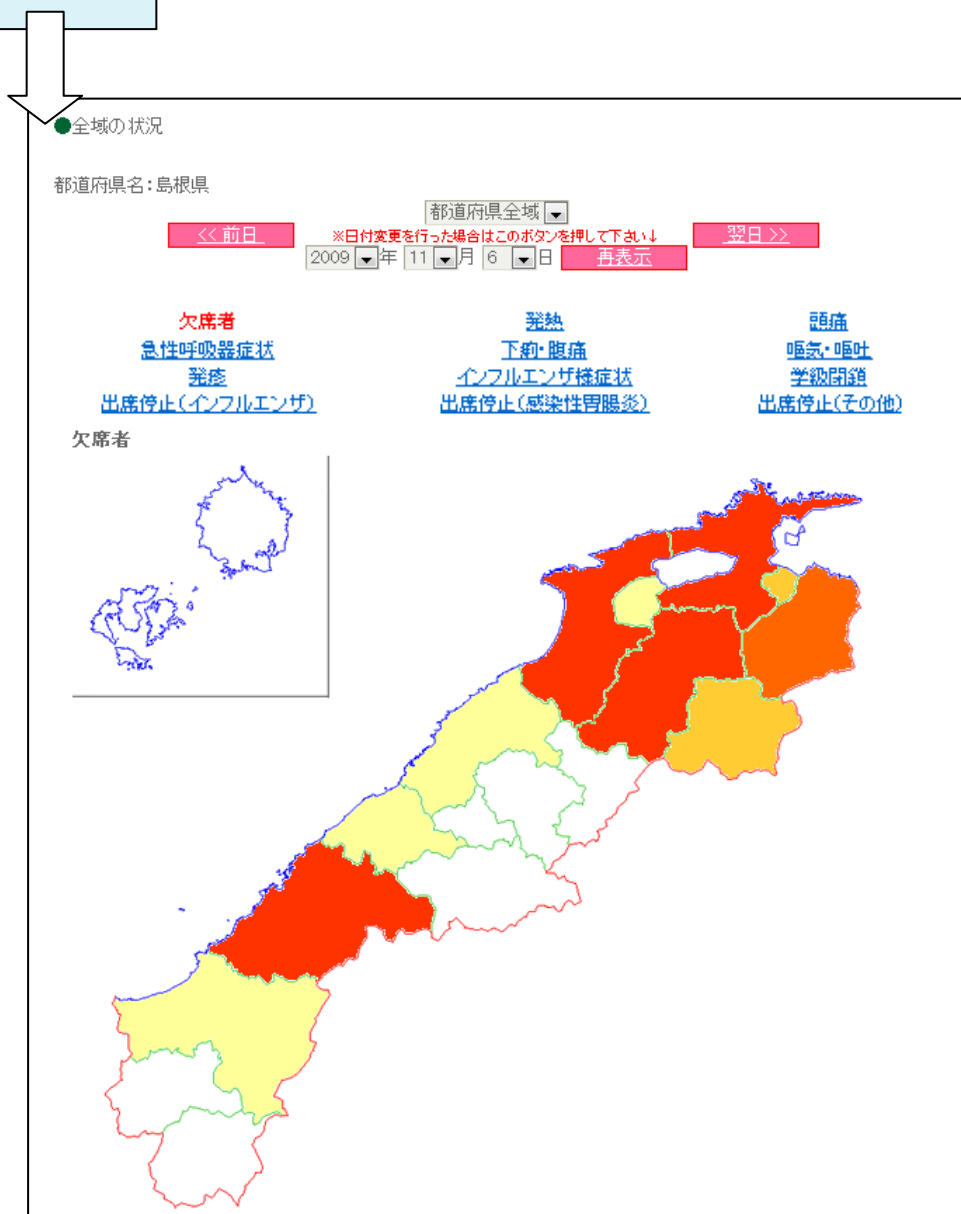 ●全域の状況
都道府県名:島根県
都道府県全域
<< 前日 ※日付変更を行った場合はこのボタンを押して下さい↓ 翌日 >>
2009 年 11 月 6 日 再表示
欠席者 発熱 頭痛
急性呼吸器症状 下痢・腹痛 嘔気・嘔吐
発疹 インフルエンザ様症状 学級閉鎖
出席停止(インフルエンザ) 出席停止(感染性胃腸炎) 出席停止(その他)
欠席者